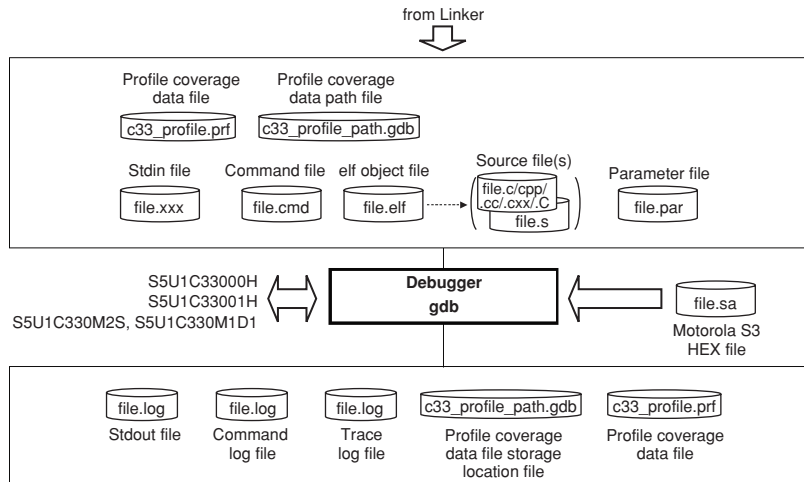 from Linker
Profile coverage
data file
c33_profile.prf
Profile coverage
data path file
c33_profile_path.gdb
Stdin file
file.xxx
Command file
file.cmd
elf object file
file.elf
Source file(s)
file.c/cpp/
.cc/.cxx/.C
file.s
Parameter file
file.par
S5U1C33000H
S5U1C33001H
S5U1C330M2S, S5U1C330M1D1
Debugger
gdb
file.sa
Motorola S3
HEX file
file.log
Stdout file
file.log
Command
log file
file.log
Trace
log file
c33_profile_path.gdb
Profile coverage
data file storage
location file
c33_profile.prf
Profile coverage
data file